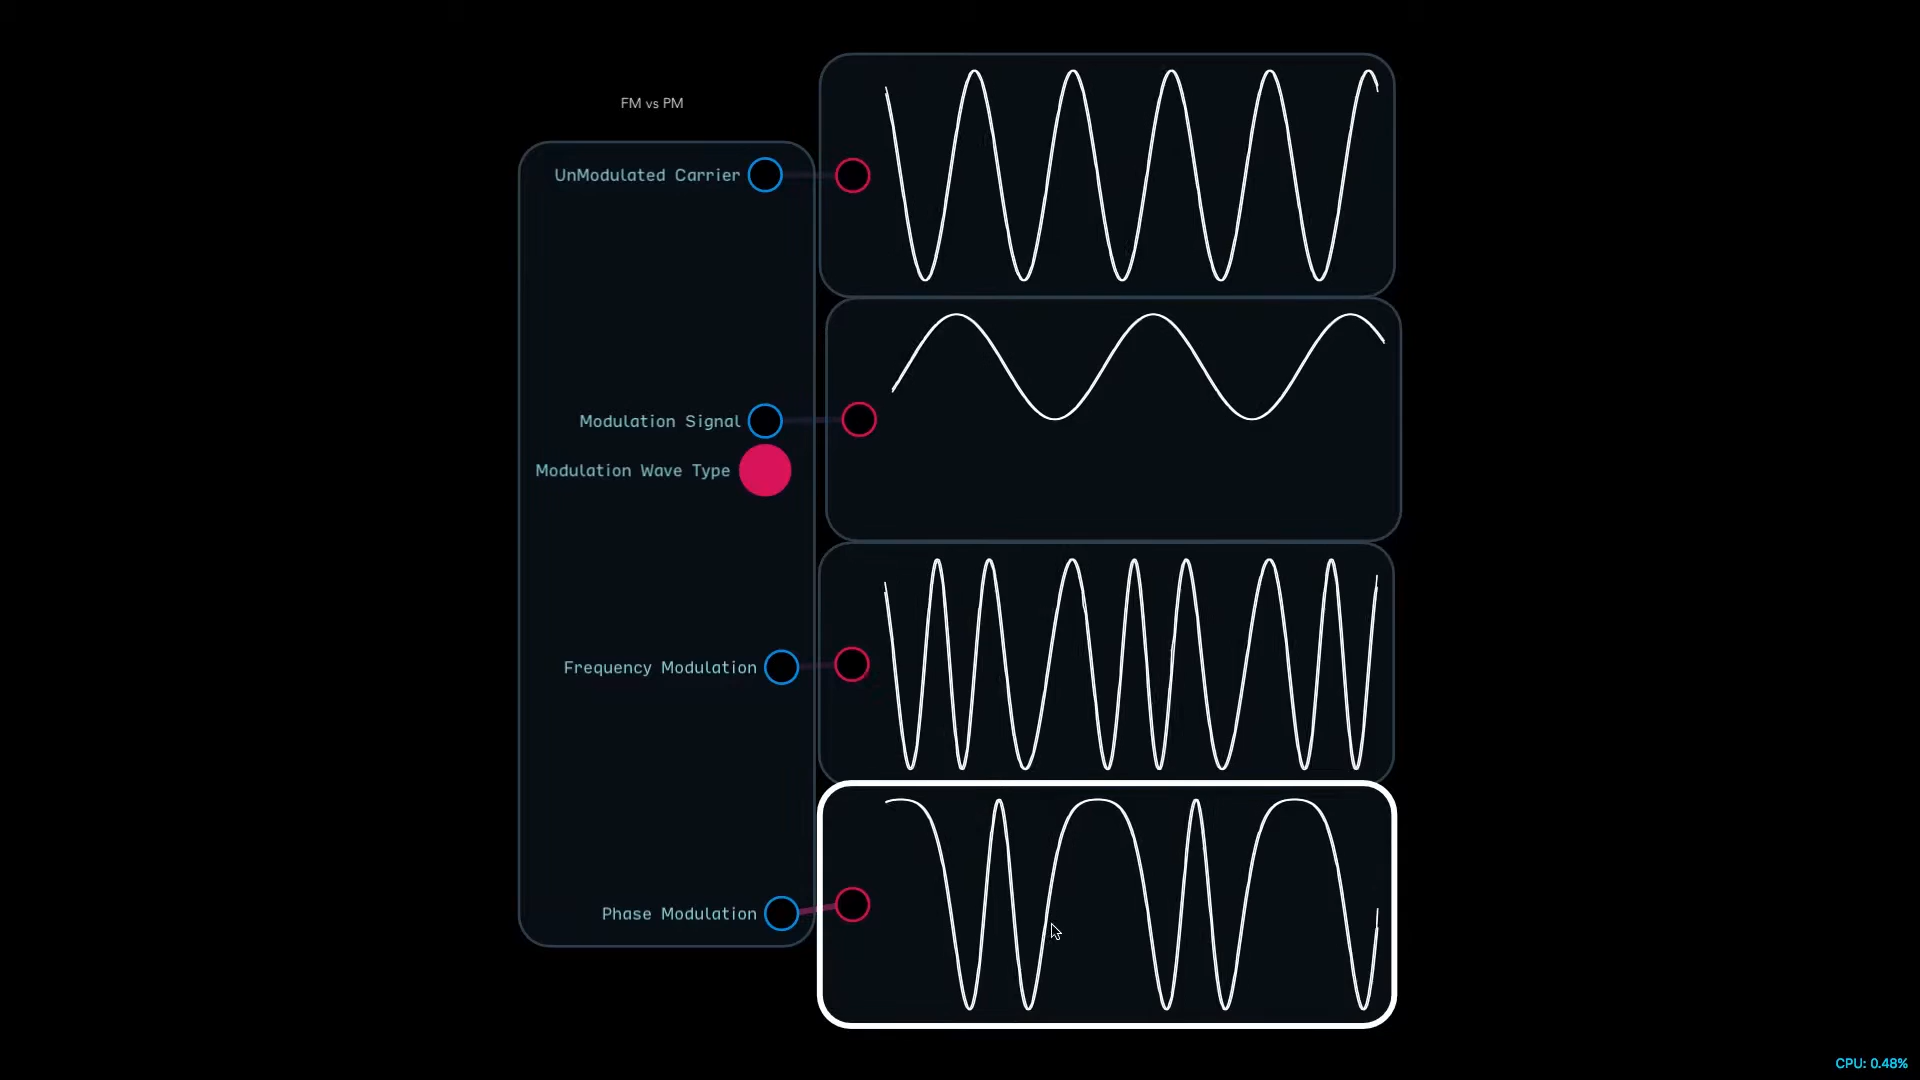 FM vs PM
UnModulated Carrier
Modulation Signal
Modulation Wave Type
Frequency Modulation
Phase Modulation
CPU: 0.48%